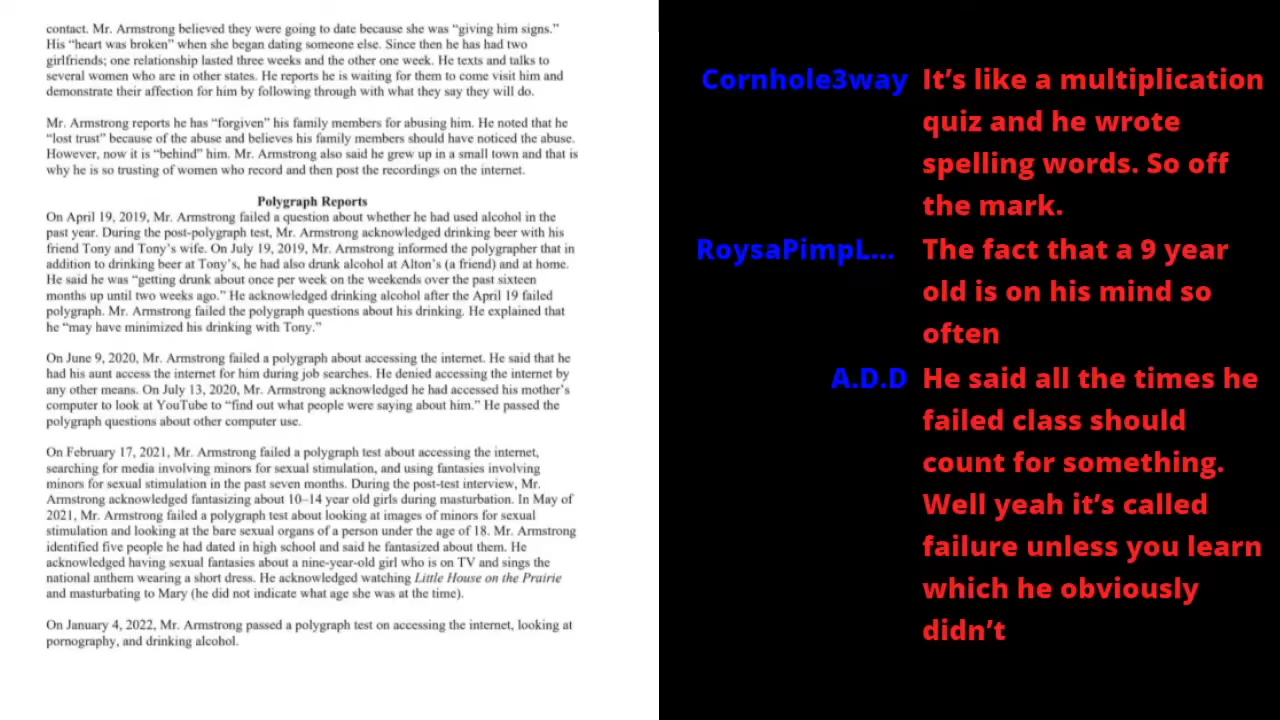 contact. Mr. Armstrong believed they were going to date because she was “giving him signs.”
His “heart was broken” when she began dating someone else. Since then he has had two
girlfriends; one relationship lasted three weeks and the other one week. He texts and talks to
several women who are in other states. He reports he is waiting for them to come visit him and
demonstrate their affection for him by following through with what they say they will do.
Mr. Armstrong reports he has “forgiven” his family members for abusing him. He noted that he
“lost trust” because of the abuse and believes his family members should have noticed the abuse.
However, now it is “behind” him. Mr. Armstrong also said he grew up in a small town and that is
why he is so trusting of women who record and then post the recordings on the internet.
Polygraph Reports
On April 19, 2019, Mr. Armstrong failed a question about whether he had used alcohol in the
past year. During the post-polygraph test, Mr. Armstrong acknowledged drinking beer with his
friend Tony and Tony’s wife. On July 19, 2019, Mr. Armstrong informed the polygrapher that in
addition to drinking beer at Tony’s, he had also drunk alcohol at Alton’s (a friend) and at home.
He said he was “getting drunk about once per week on the weekends over the past sixteen
months up until two weeks ago.” He acknowledged drinking alcohol after the April 19 failed
polygraph. Mr. Armstrong failed the polygraph questions about his drinking. He explained that
he “may have minimized his drinking with Tony.”
On June 9, 2020, Mr. Armstrong failed a polygraph about accessing the internet. He said that he
had his aunt access the internet for him during job searches. He denied accessing the internet by
any other means. On July 13, 2020, Mr. Armstrong acknowledged he had accessed his mother’s
computer to look at YouTube to “find out what people were saying about him.” He passed the
polygraph questions about other computer use.
On February 17, 2021, Mr. Armstrong failed a polygraph test about accessing the internet,
searching for media involving minors for sexual stimulation, and using fantasies involving
minors for sexual stimulation in the past seven months. During the post-test interview, Mr.
Armstrong acknowledged fantasizing about 10–14 year old girls during masturbation. In May of
2021, Mr. Armstrong failed a polygraph test about looking at images of minors for sexual
stimulation and looking at the bare sexual organs of a person under the age of 18. Mr. Armstrong
identified five people he had dated in high school and said he fantasized about them. He
acknowledged having sexual fantasies about a nine-year-old girl who is on TV and sings the
national anthem wearing a short dress. He acknowledged watching Little House on the Prairie
and masturbating to Mary (he did not indicate what age she was at the time).
On January 4, 2022, Mr. Armstrong passed a polygraph test on accessing the internet, looking at
pornography, and drinking alcohol.
Cornhole3way It’s like a multiplication
quiz and he wrote
spelling words. So off
the mark.
RoysaPimpL... The fact that a 9 year
old is on his mind so
often
A.D.D He said all the times he
failed class should
count for something.
Well yeah it’s called
failure unless you learn
which he obviously
didn’t